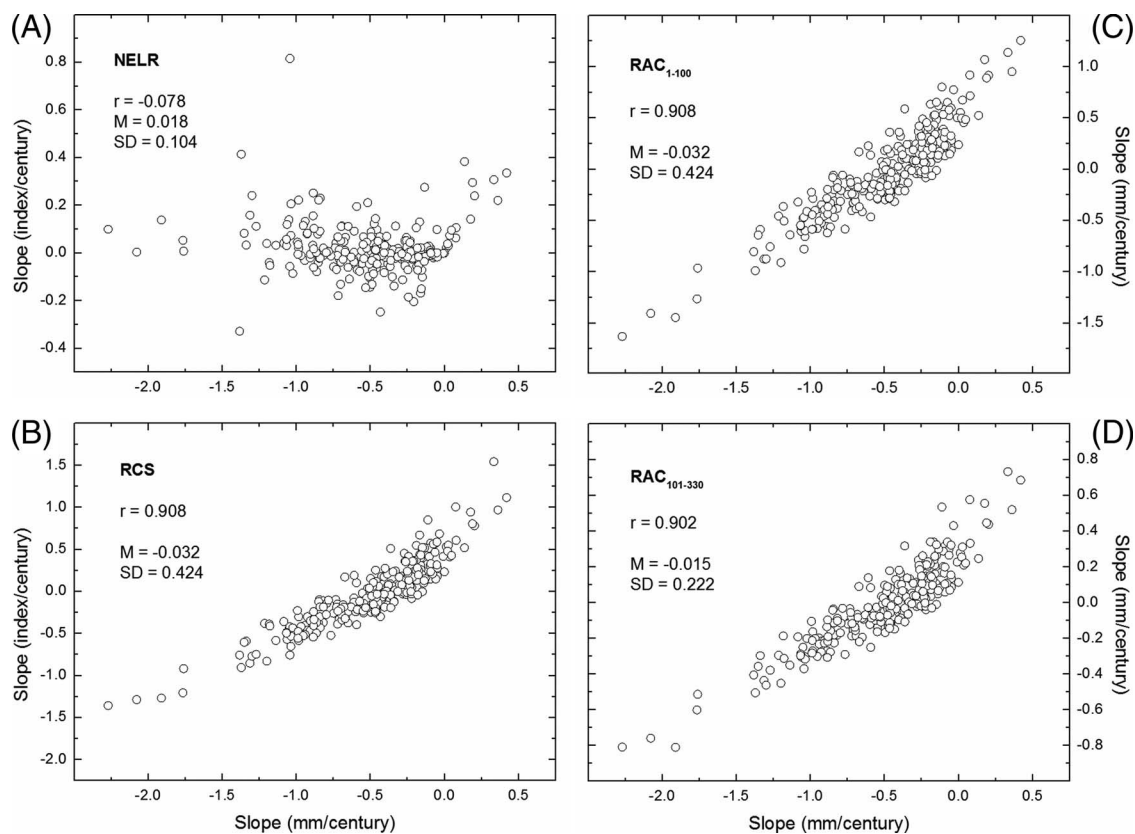 (A)
NELR
r = -0.078
M = 0.018
SD = 0.104
Slope (index/century)
0.8
0.6
0.4
0.2
0.0
-0.2
-0.4
-2.0 -1.5 -1.0 -0.5 0.0 0.5
(C)
RAC1-100
r = 0.908
M = -0.032
SD = 0.424
Slope (mm/century)
1.0
0.5
0.0
-0.5
-1.0
-1.5
-2.0 -1.5 -1.0 -0.5 0.0 0.5
(B)
RCS
r = 0.908
M = -0.032
SD = 0.424
Slope (index/century)
1.5
1.0
0.5
0.0
-0.5
-1.0
-1.5
-2.0
-2.0 -1.5 -1.0 -0.5 0.0 0.5
Slope (mm/century)
(D)
RAC101-330
r = 0.902
M = -0.015
SD = 0.222
Slope (mm/century)
0.8
0.6
0.4
0.2
0.0
-0.2
-0.4
-0.6
-0.8
-2.0 -1.5 -1.0 -0.5 0.0 0.5
Slope (mm/century)